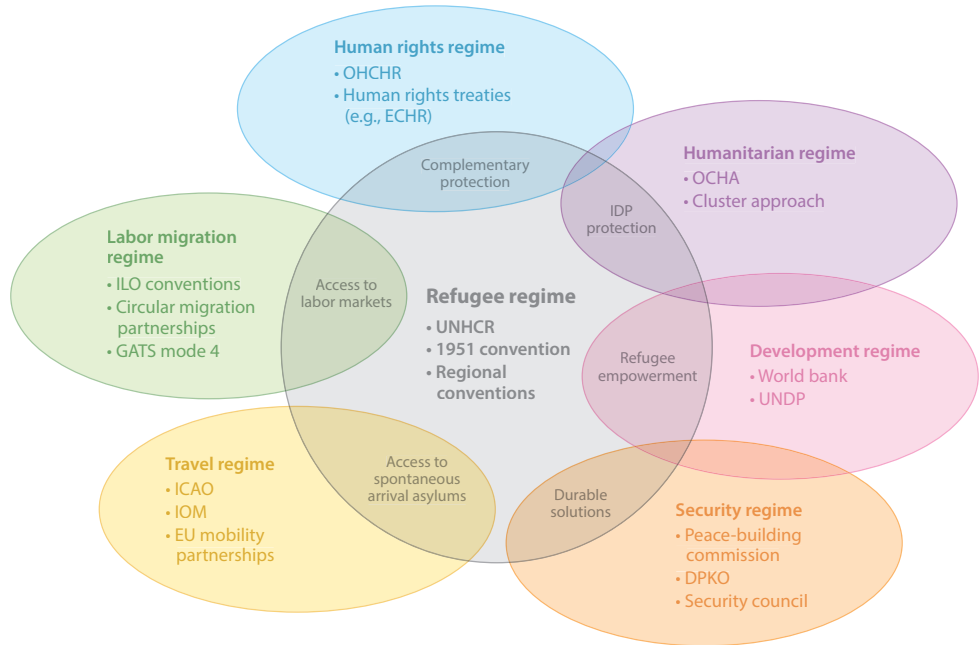 Human rights regime
• OHCHR
• Human rights treaties
(e.g., ECHR)
Complementary
protection
Humanitarian regime
• OCHA
• Cluster approach
IDP
protection
Labor migration
regime
• ILO conventions
• Circular migration
partnerships
• GATS mode 4
Access to
labor markets
Refugee regime
• UNHCR
• 1951 convention
• Regional
conventions
Refugee
empowerment
Development regime
• World bank
• UNDP
Travel regime
• ICAO
• IOM
• EU mobility
partnerships
Access to
spontaneous
arrival asylums
Durable
solutions
Security regime
• Peace-building
commission
• DPKO
• Security council